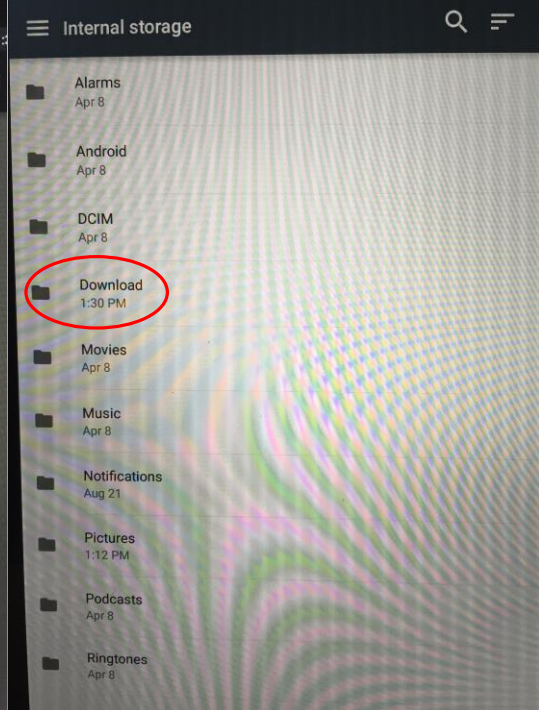 Internal storage
Alarms
Apr 8
Android
Apr 8
DCIM
Apr 8
Download
1:30 PM
Movies
Apr 8
Music
Apr 8
Notifications
Aug 21
Pictures
1:12 PM
Podcasts
Apr 8
Ringtones
Apr 8